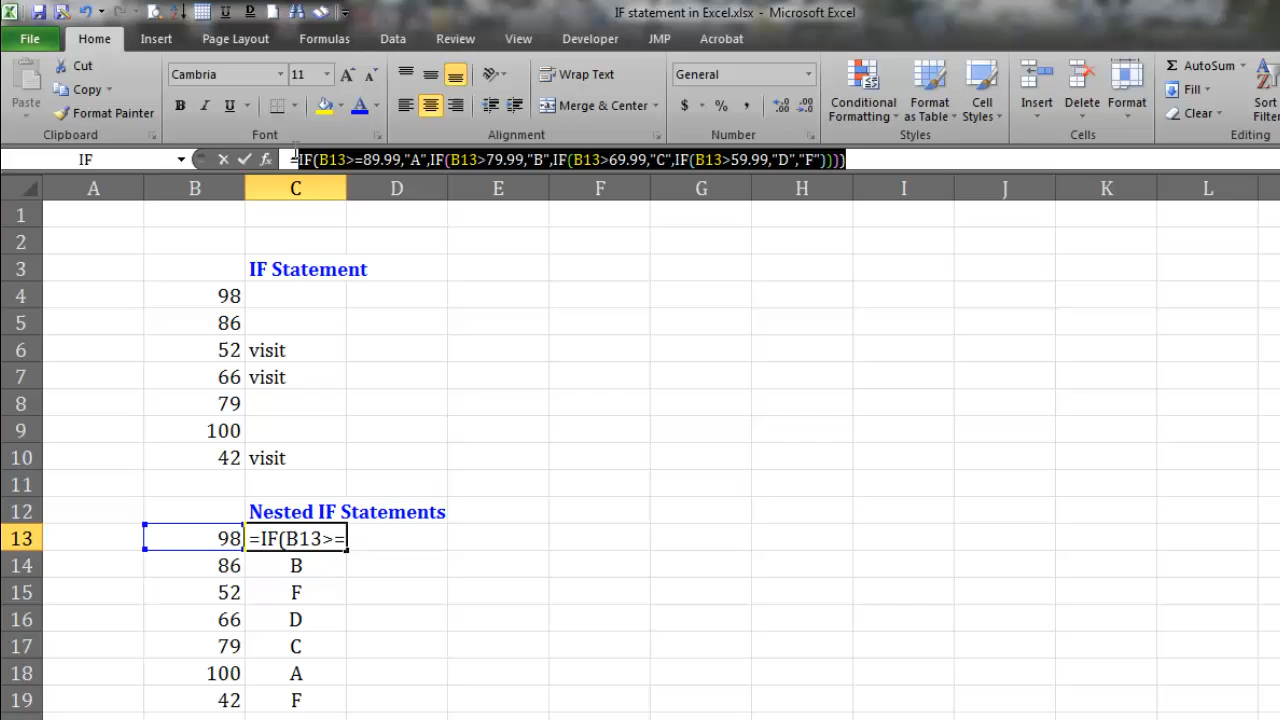 IF statement in Excel.xlsx - Microsoft Excel
File Home Insert Page Layout Formulas Data Review View Developer JMP Acrobat
Paste Cut Copy Format Painter
Clipboard
Cambria 11
B I U
Font
Wrap Text
Merge & Center
Alignment
General
$ % ,
Number
Conditional Formatting Format as Table Cell Styles
Styles
Insert Delete Format
Cells
Σ AutoSum
Fill
Clear
Sort
Filter
Editing
IF fx =IF(B13>=89.99,"A",IF(B13>79.99,"B",IF(B13>69.99,"C",IF(B13>59.99,"D","F"))))
A B C D E F G H I J K L
1
2
3 IF Statement
4 98
5 86
6 52 visit
7 66 visit
8 79
9 100
10 42 visit
11
12 Nested IF Statements
13 98 =IF(B13>=
14 86 B
15 52 F
16 66 D
17 79 C
18 100 A
19 42 F